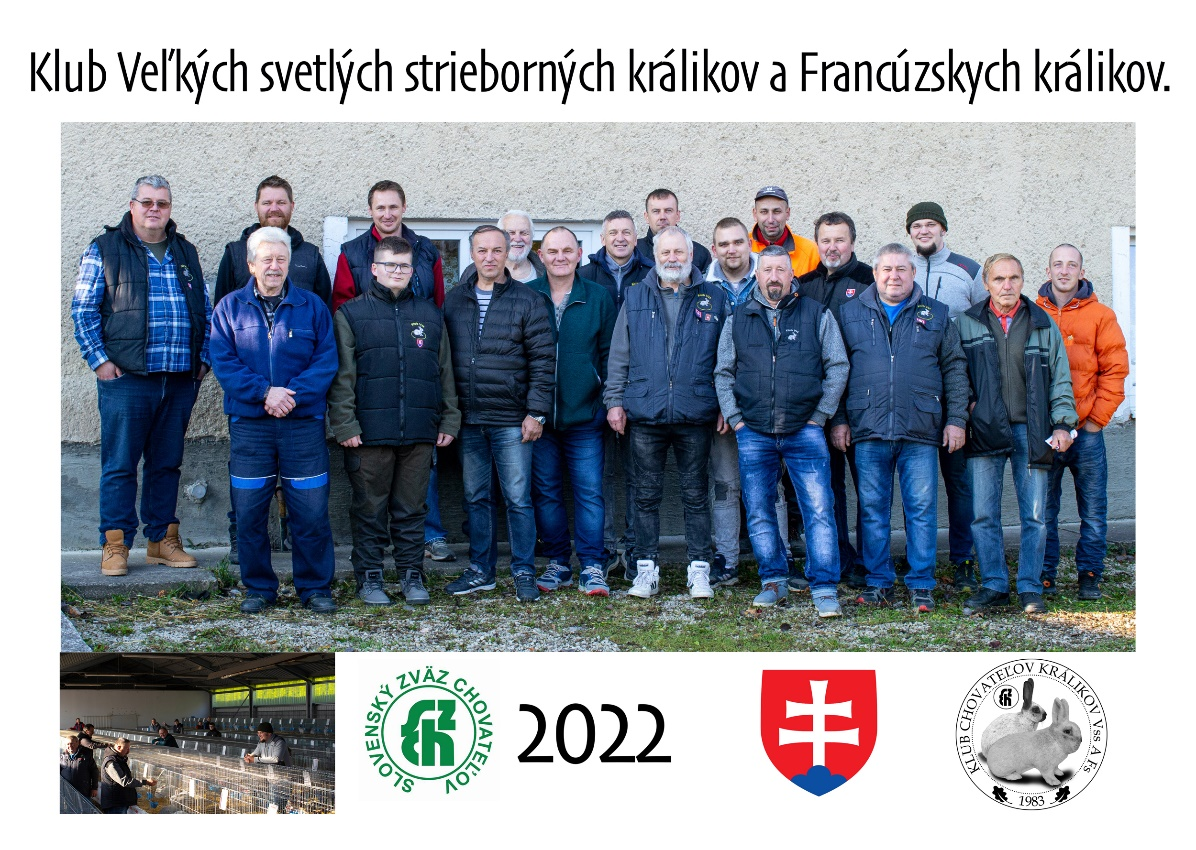 Klub Veľkých svetlých strieborných králikov a Francúzskych králikov.
SLOVENSKÝ ZVÄZ CHOVATEĽOV
2022
KLUB CHOVATEĽOV KRÁLIKOV Vss A Fs
1983